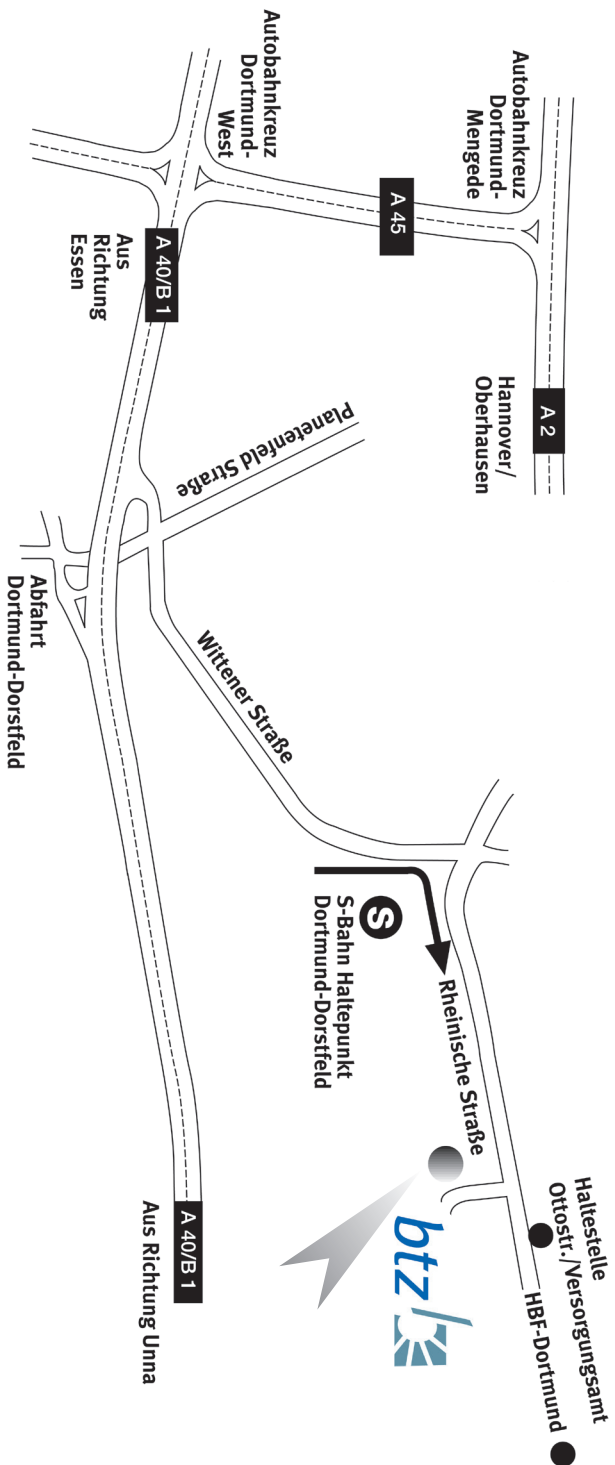 Autobahnkreuz
Dortmund-
Mengede
A 2
Hannover/
Oberhausen
A 45
Autobahnkreuz
Dortmund-
West
A 40/B 1
Aus
Richtung
Essen
Planetenfeld Straße
Wittener Straße
Abfahrt
Dortmund-Dorstfeld
S
S-Bahn Haltepunkt
Dortmund-Dorstfeld
Rheinische Straße
Haltestelle
Ottostr./Versorgungsamt
HBF-Dortmund
btz
A 40/B 1
Aus Richtung Unna